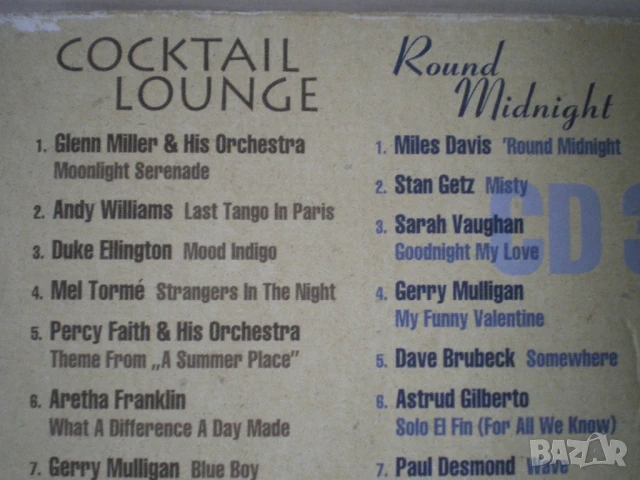 COCKTAIL
LOUNGE
1. Glenn Miller & His Orchestra
Moonlight Serenade
2. Andy Williams Last Tango In Paris
3. Duke Ellington Mood Indigo
4. Mel Tormé Strangers In The Night
5. Percy Faith & His Orchestra
Theme From „A Summer Place"
6. Aretha Franklin
What A Difference A Day Made
7. Gerry Mulligan Blue Boy
Round
Midnight
1. Miles Davis 'Round Midnight
2. Stan Getz Misty
3. Sarah Vaughan
Goodnight My Love
4. Gerry Mulligan
My Funny Valentine
5. Dave Brubeck Somewhere
6. Astrud Gilberto
Solo El Fin (For All We Know)
7. Paul Desmond Wave
CD 3
BAZAR